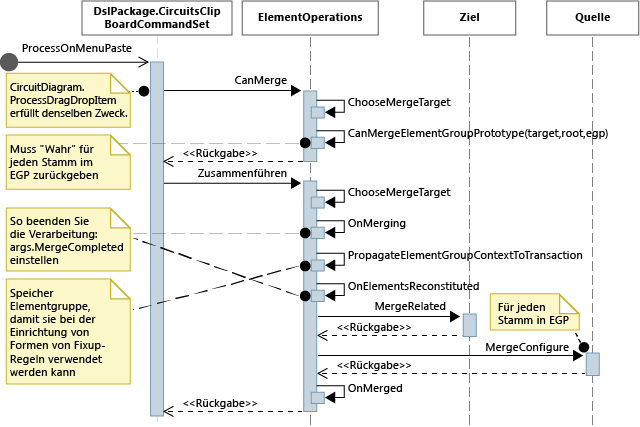 DslPackage.CircuitsClip
BoardCommandSet
ElementOperations
Ziel
Quelle
ProcessOnMenuPaste
CircuitDiagram.
ProcessDragDropItem
erfüllt denselben Zweck.
CanMerge
ChooseMergeTarget
CanMergeElementGroupPrototype(target,root,egp)
Muss "Wahr" für
jeden Stamm im
EGP zurückgeben
<<Rückgabe>>
Zusammenführen
ChooseMergeTarget
So beenden Sie
die Verarbeitung:
args.MergeCompleted
einstellen
OnMerging
PropagateElementGroupContextToTransaction
OnElementsReconstituted
Speicher
Elementgruppe,
damit sie bei der
Einrichtung von
Formen von Fixup-
Regeln verwendet
werden kann
MergeRelated
Für jeden
Stamm in EGP
<<Rückgabe>>
MergeConfigure
<<Rückgabe>>
OnMerged
<<Rückgabe>>